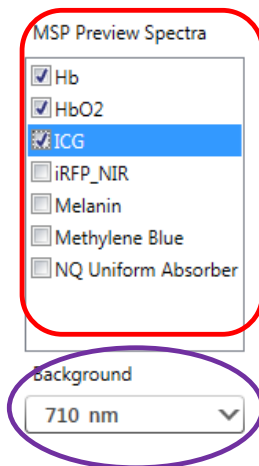 MSP Preview Spectra
Hb
HbO2
ICG
iRFP_NIR
Melanin
Methylene Blue
NQ Uniform Absorber
Background
710 nm